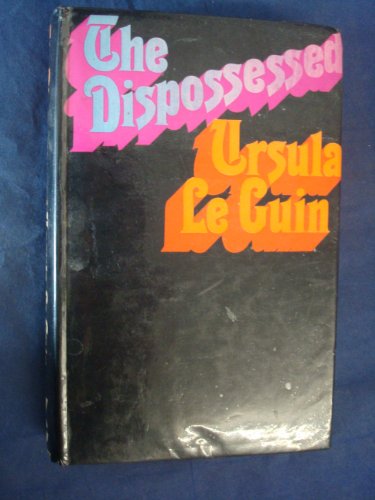 The
Dispossessed
Ursula
Le Guin